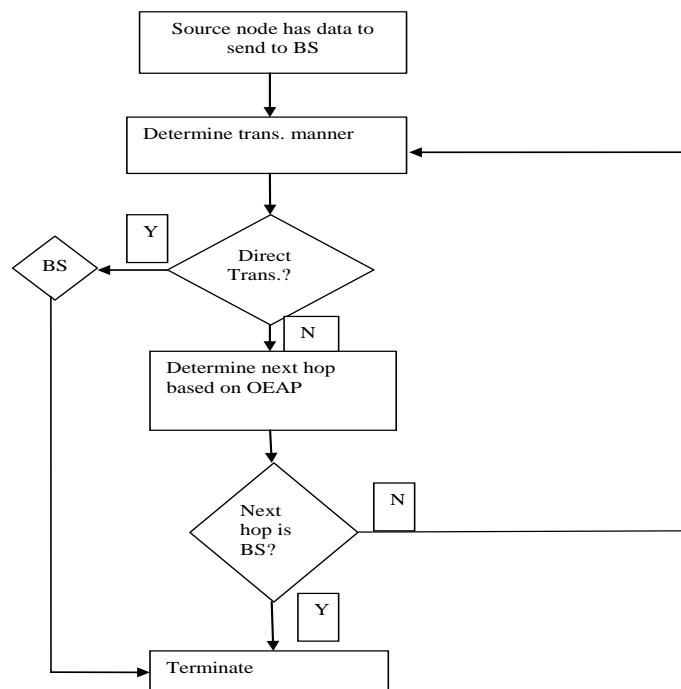 Source node has data to
send to BS
Determine trans. manner
Y
BS
Direct
Trans.?
N
Determine next hop
based on OEAP
Next
hop is
BS?
N
Y
Terminate